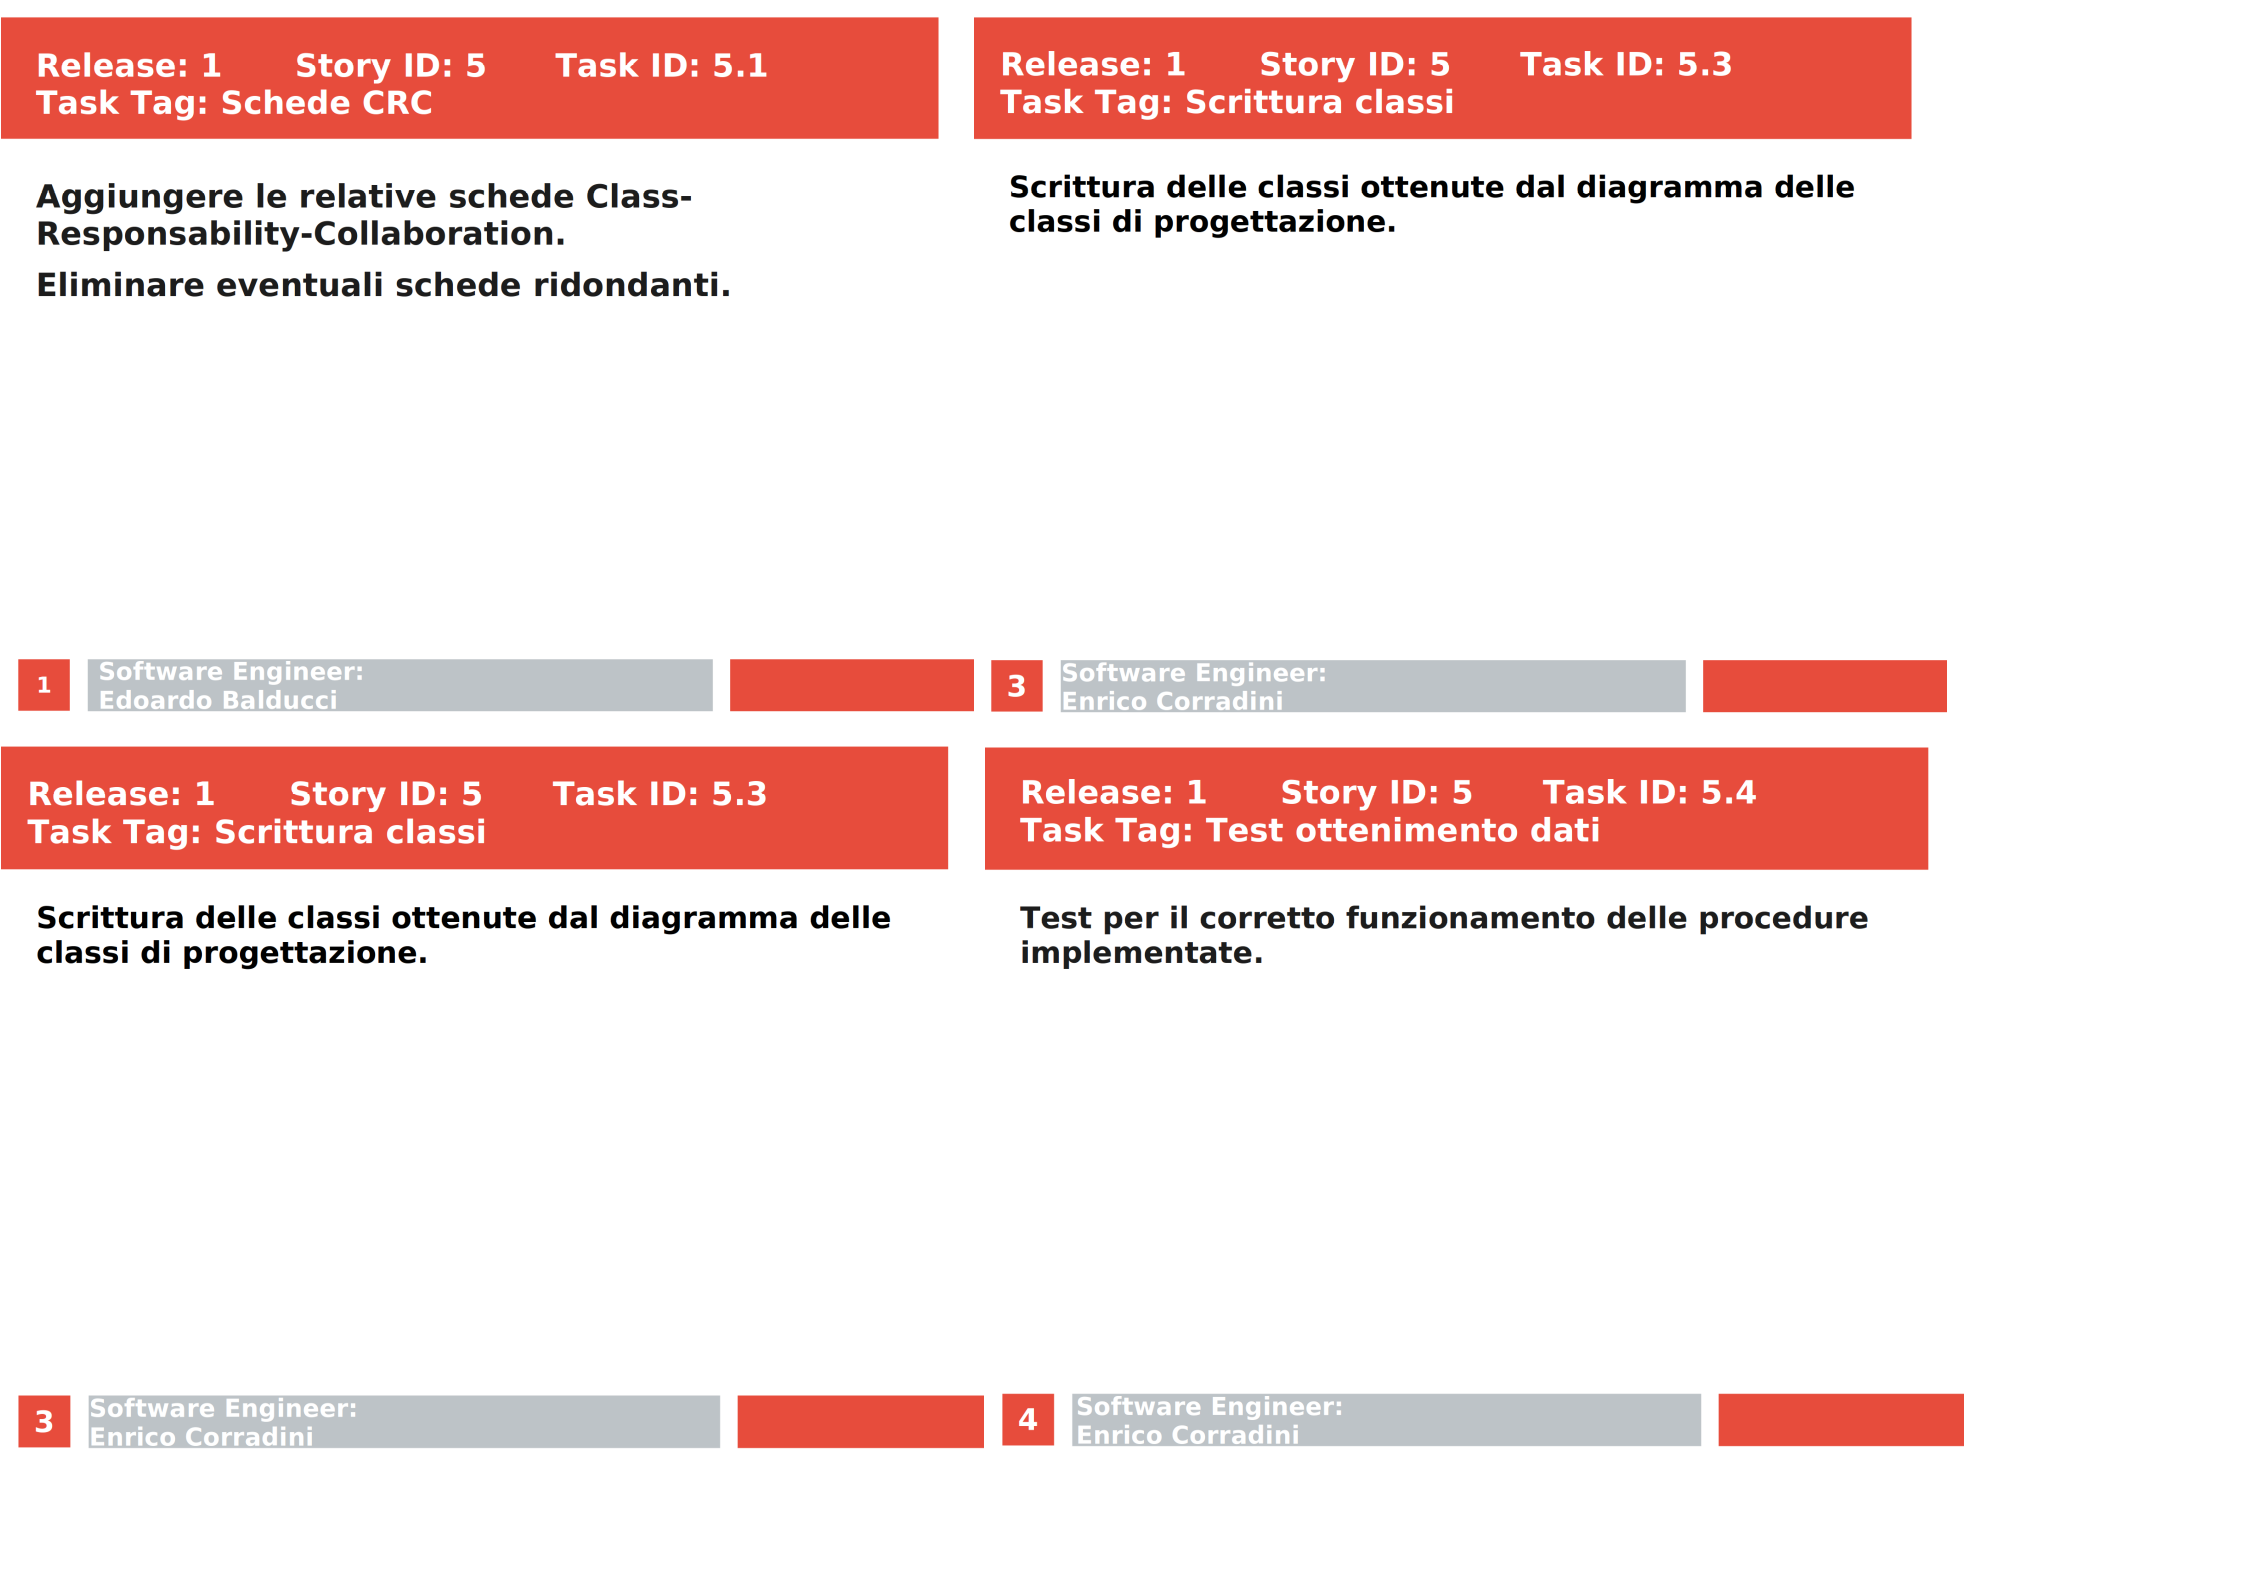 Release: 1 Story ID: 5 Task ID: 5.1
Task Tag: Schede CRC
Aggiungere le relative schede Class-
Responsability-Collaboration.
Eliminare eventuali schede ridondanti.
1
Software Engineer:
Edoardo Balducci
Release: 1 Story ID: 5 Task ID: 5.3
Task Tag: Scrittura classi
Scrittura delle classi ottenute dal diagramma delle
classi di progettazione.
3
Software Engineer:
Enrico Corradini
Release: 1 Story ID: 5 Task ID: 5.3
Task Tag: Scrittura classi
Scrittura delle classi ottenute dal diagramma delle
classi di progettazione.
3
Software Engineer:
Enrico Corradini
Release: 1 Story ID: 5 Task ID: 5.4
Task Tag: Test ottenimento dati
Test per il corretto funzionamento delle procedure
implementate.
4
Software Engineer:
Enrico Corradini